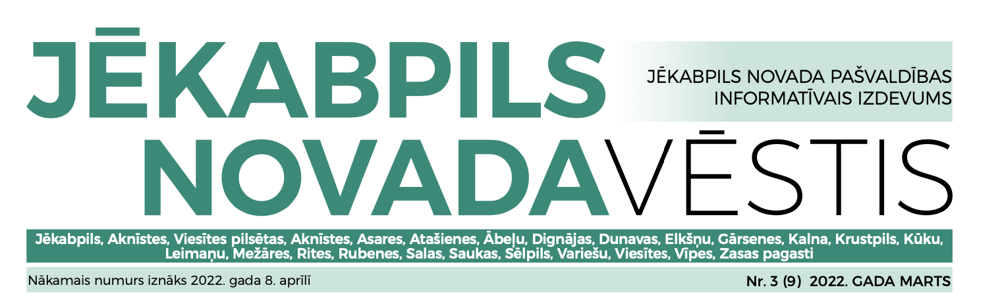 JĒKABPILS
JĒKABPILS NOVADA PAŠVALDĪBAS
INFORMATĪVAIS IZDEVUMS
NOVADAVĒSTIS
Jēkabpils, Aknīstes, Viesītes pilsētas, Aknīstes, Asares, Atašienes, Ābeļu, Dignājas, Dunavas, Elkšņu, Gārsenes, Kalna, Krustpils, Kūku,
Leimaņu, Mežāres, Rites, Rubenes, Salas, Saukas, Sēlpils, Variešu, Viesītes, Vīpes, Zasas pagasti
Nākamais numurs iznāks 2022. gada 8. aprīlī
Nr. 3 (9) 2022. GADA MARTS